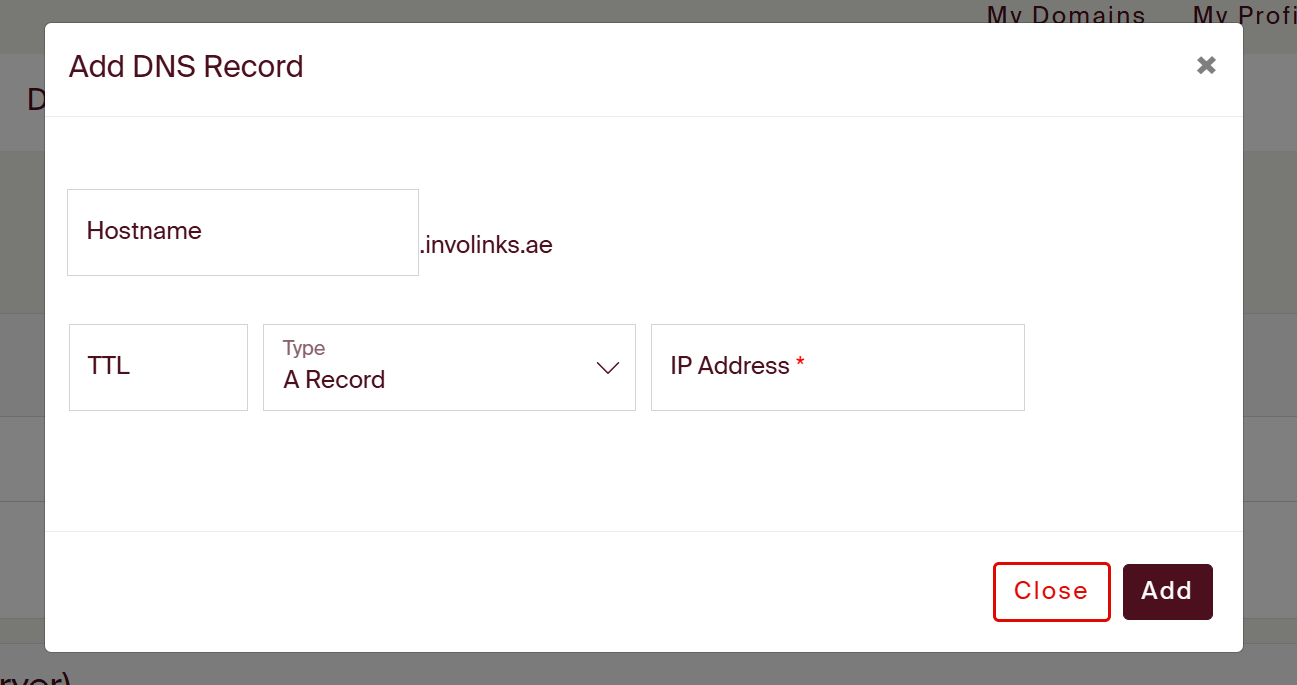 My Domains My Profi
Add DNS Record
D
Hostname
.involinks.ae
TTL
Type
A Record
IP Address *
Close
Add
rver)